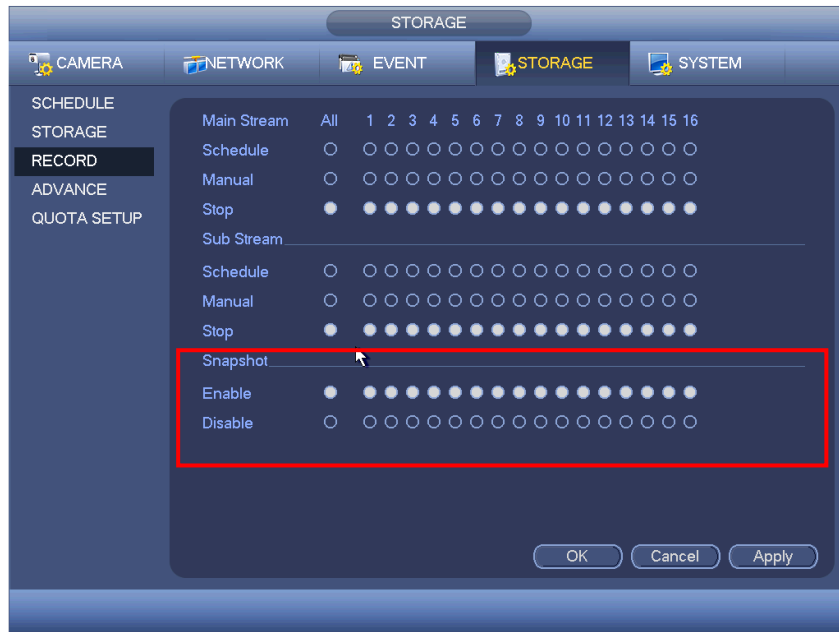 STORAGE
CAMERA NETWORK EVENT STORAGE SYSTEM
SCHEDULE
STORAGE
RECORD
ADVANCE
QUOTA SETUP
Main Stream All 1 2 3 4 5 6 7 8 9 10 11 12 13 14 15 16
Schedule
Manual
Stop
Sub Stream
Schedule
Manual
Stop
Snapshot
Enable
Disable
OK Cancel Apply